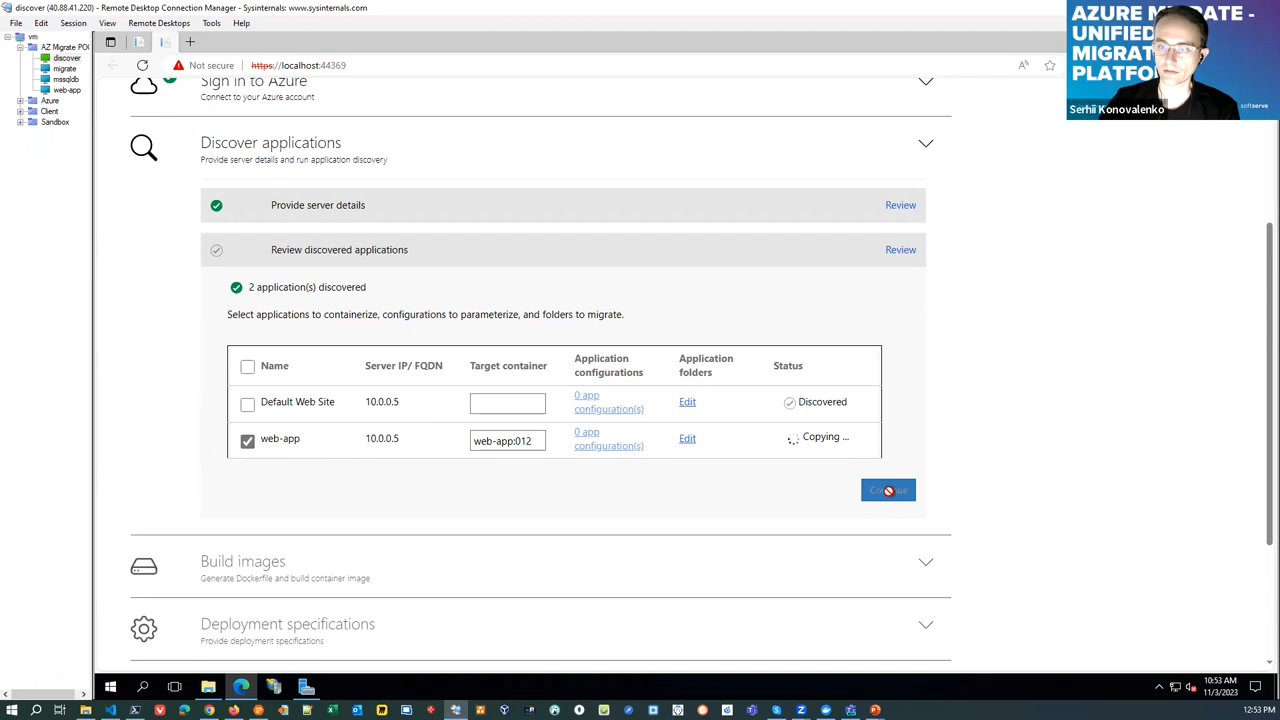 discover (40.88.41.220) - Remote Desktop Connection Manager - Sysinternals: www.sysinternals.com
File Edit Session View Remote Desktops Tools Help
vm
AZ Migrate POC
discover
migrate
mssqldb
web-app
Azure
Client
Sandbox
Not secure https://localhost:44369
AZURE MIGRATE -
UNIFIED
MIGRAT
PLATFO
Serhii Konovalenko
softserve
Sign in to Azure
Connect to your Azure account
Discover applications
Provide server details and run application discovery
Provide server details Review
Review discovered applications Review
2 application(s) discovered
Select applications to containerize, configurations to parameterize, and folders to migrate.
Name Server IP/ FQDN Target container Application configurations Application folders Status
Default Web Site 10.0.0.5 0 app configuration(s) Edit Discovered
web-app 10.0.0.5 web-app:012 0 app configuration(s) Edit Copying ...
Continue
Build images
Generate Dockerfile and build container image
Deployment specifications
Provide deployment specifications
10:53 AM
11/3/2023
12:53 PM